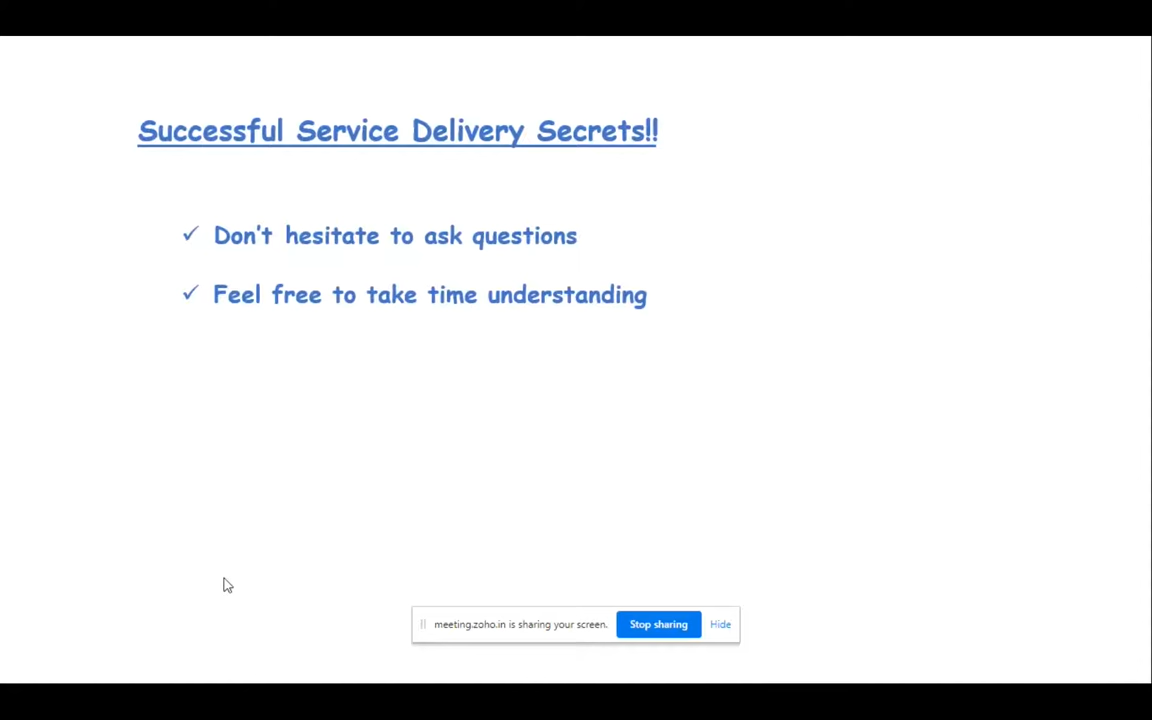 Successful Service Delivery Secrets!!
✓ Don't hesitate to ask questions
✓ Feel free to take time understanding
meeting.zoho.in is sharing your screen. Stop sharing Hide